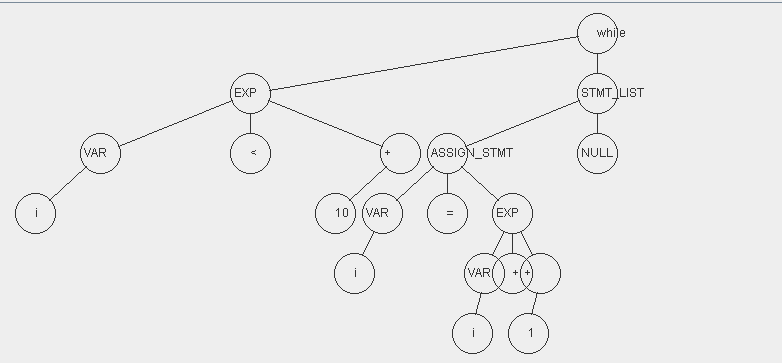 while
EXP
STMT_LIST
VAR
<
+
ASSIGN_STMT
NULL
i
10
VAR
=
EXP
i
VAR
+
+
i
1